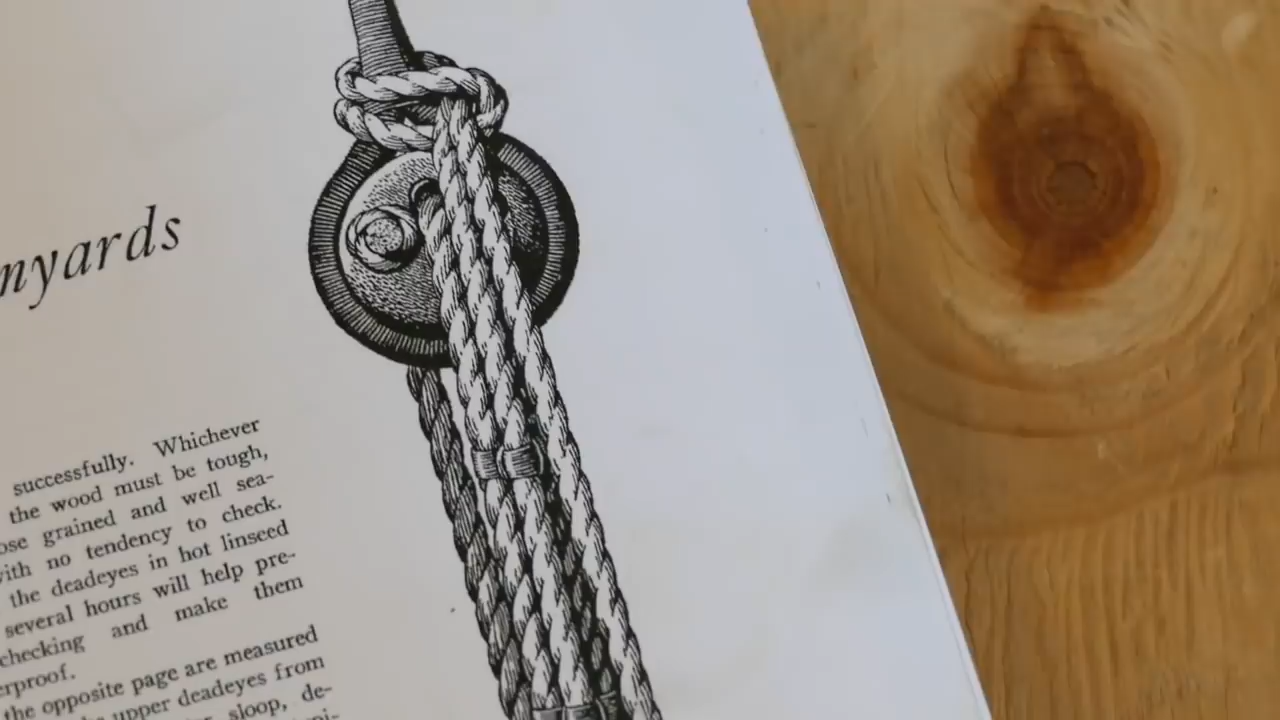 nyards
successfully. Whichever
the wood must be tough,
ose grained and well sea-
ith no tendency to check.
the deadeyes in hot linseed
several hours will help pre-
checking and make them
erproof.
the opposite page are measured
upper deadeyes from
sloop, de-